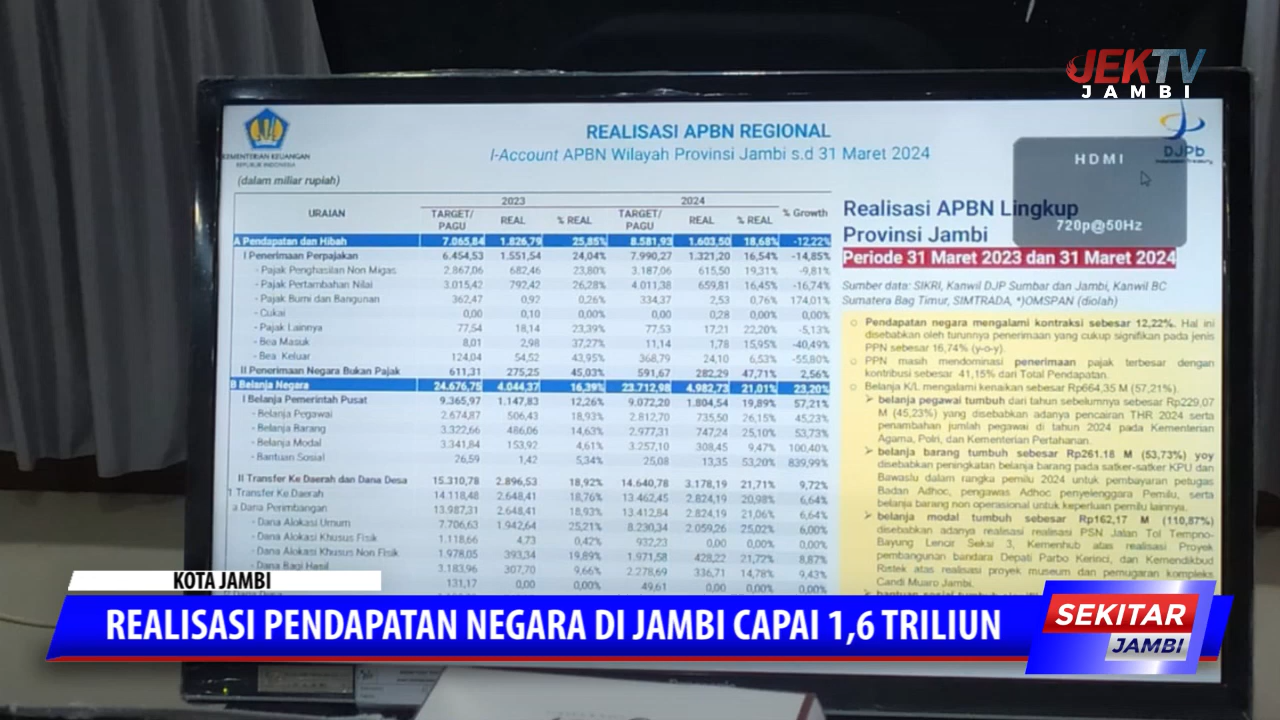 JEKTV
JAMBI
KEMENTERIAN KEUANGAN
REPUBLIK INDONESIA
REALISASI APBN REGIONAL
I-Account APBN Wilayah Provinsi Jambi s.d 31 Maret 2024
DJPb
HDMI
720p@50Hz
(dalam miliar rupiah)
URAIAN 2023 2024 % Growth
TARGET/PAGU REAL % REAL TARGET/PAGU REAL % REAL
A Pendapatan dan Hibah 7.065,84 1.826,79 25,85% 8.581,93 1.603,50 18,68% -12,22%
I Penerimaan Perpajakan 6.454,53 1.551,54 24,04% 7.990,27 1.321,20 16,54% -14,85%
- Pajak Penghasilan Non Migas 2.867,06 682,46 23,80% 3.187,06 615,50 19,31% -9,81%
- Pajak Pertambahan Nilai 3.015,42 792,42 26,28% 4.011,38 659,81 16,45% -16,74%
- Pajak Bumi dan Bangunan 362,47 0,92 0,26% 334,37 2,53 0,76% 174,01%
- Cukai 0,00 0,10 0,00% 0,00 0,28 0,00% 0,00%
- Pajak Lainnya 77,54 18,14 23,39% 77,53 17,21 22,20% -5,13%
- Bea Masuk 8,01 2,98 37,27% 11,14 1,78 15,95% -40,49%
- Bea Keluar 124,04 54,52 43,95% 368,79 24,10 6,53% -55,80%
II Penerimaan Negara Bukan Pajak 611,31 275,25 45,03% 591,67 282,29 47,71% 2,56%
B Belanja Negara 24.676,75 4.044,37 16,39% 23.712,98 4.982,73 21,01% 23,20%
I Belanja Pemerintah Pusat 9.365,97 1.147,83 12,26% 9.072,20 1.804,54 19,89% 57,21%
- Belanja Pegawai 2.674,87 506,43 18,93% 2.812,70 735,50 26,15% 45,23%
- Belanja Barang 3.322,66 486,06 14,63% 2.977,31 747,24 25,10% 53,73%
- Belanja Modal 3.341,84 153,92 4,61% 3.257,10 308,45 9,47% 100,40%
- Bantuan Sosial 26,59 1,42 5,34% 25,08 13,35 53,20% 839,99%
II Transfer Ke Daerah dan Dana Desa 15.310,78 2.896,53 18,92% 14.640,78 3.178,19 21,71% 9,72%
1 Transfer Ke Daerah 14.118,48 2.648,41 18,76% 13.462,45 2.824,19 20,98% 6,64%
a Dana Perimbangan 13.987,31 2.648,41 18,93% 13.412,84 2.824,19 21,06% 6,64%
- Dana Alokasi Umum 7.706,63 1.942,64 25,21% 8.230,34 2.059,26 25,02% 6,00%
- Dana Alokasi Khusus Fisik 1.118,66 4,73 0,42% 932,23 0,00 0,00% 0,00%
- Dana Alokasi Khusus Non Fisik 1.978,05 393,34 19,89% 1.971,58 428,22 21,72% 8,87%
- Dana Bagi Hasil 3.183,96 307,70 9,66% 2.278,69 336,71 14,78% 9,43%
131,17 0,00 0,00% 49,61 0,00 0,00% 0,00%
Realisasi APBN Lingkup
Provinsi Jambi
Periode 31 Maret 2023 dan 31 Maret 2024
Sumber data: SIKRI, Kanwil DJP Sumbar dan Jambi, Kanwil BC
Sumatera Bag Timur, SIMTRADA, *)OMSPAN (diolah)
○ Pendapatan negara mengalami kontraksi sebesar 12,22%. Hal ini
disebabkan oleh turunnya penerimaan yang cukup signifikan pada jenis
PPN sebesar 16,74% (y-o-y).
○ PPN masih mendominasi penerimaan pajak terbesar dengan
kontribusi sebesar 41,15% dari Total Pendapatan.
○ Belanja K/L mengalami kenaikan sebesar Rp664,35 M (57,21%).
➤ belanja pegawai tumbuh dari tahun sebelumnya sebesar Rp229,07
M (45,23%) yang disebabkan adanya pencairan THR 2024 serta
penambahan jumlah pegawai di tahun 2024 pada Kementerian
Agama, Polri, dan Kementerian Pertahanan.
➤ belanja barang tumbuh sebesar Rp261.18 M (53,73%) yoy
disebabkan peningkatan belanja barang pada satker-satker KPU dan
Bawaslu dalam rangka pemilu 2024 untuk pembayaran petugas
Badan Adhoc, pengawas Adhoc penyelenggara Pemilu, serta
belanja barang non operasional untuk keperluan pemilu lainnya.
➤ belanja modal tumbuh sebesar Rp162,17 M (110,87%)
disebabkan adanya realisasi realisasi PSN Jalan Tol Tempno-
Bayung Lencir Seksi 3, Kemenhub atas realisasi Proyek
pembangunan bandara Depati Parbo Kerinci, dan Kemendikbud
Ristek atas realisasi proyek museum dan pemugaran kompleks
Candi Muaro Jambi.
KOTA JAMBI
REALISASI PENDAPATAN NEGARA DI JAMBI CAPAI 1,6 TRILIUN
SEKITAR
JAMBI